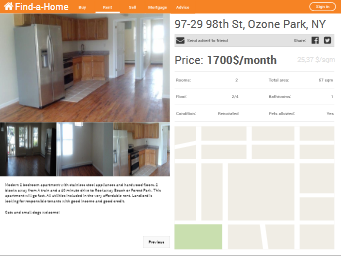 Find-a-Home Buy Rent Sell Mortgage Advice Sign in
97-29 98th St, Ozone Park, NY
Send advert to friend Share:
Price: 1700$/month 25.37 $/sqm
Rooms: 2 Total area: 67 sqm
Floor: 2/4 Bathrooms: 1
Condition: Renovated Pets allowed: Yes
Modern 2 bedroom apartment with stainless steel appliances and hardwood floors. 2
blocks away from A train and a 20 minute drive to Rockaway Beach or Forest Park. This
apartment will go fast. All utilities included in the very affordable rent. Landlord is
looking for responsible tenants with good income and good credit.
Cats and small dogs welcome!
Previous